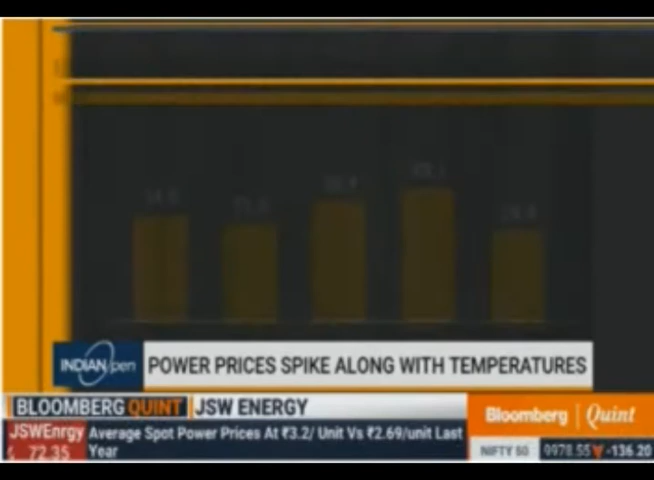 INDIAN Open
POWER PRICES SPIKE ALONG WITH TEMPERATURES
BLOOMBERG QUINT
JSW ENERGY
Bloomberg | Quint
JSWEnrgy
72.35
Average Spot Power Prices At ₹3.2/ Unit Vs ₹2.69/unit Last
Year
NIFTY 50
9978.55▼-136.20